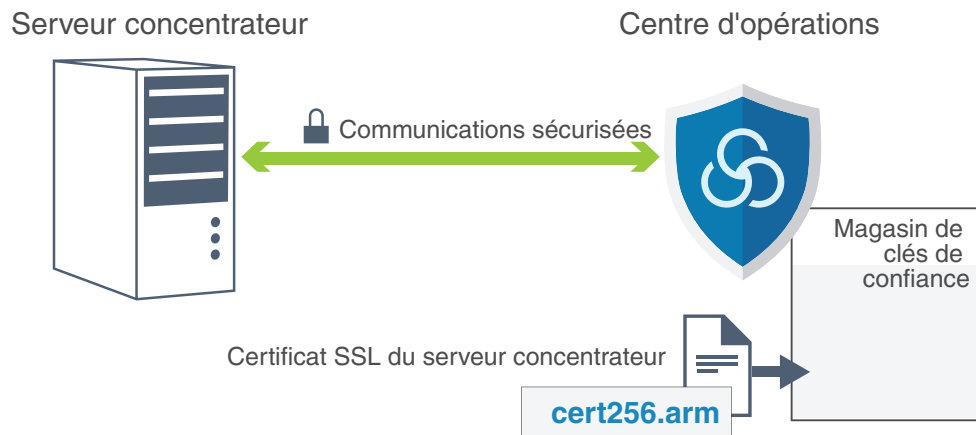 Serveur concentrateur
Centre d'opérations
Communications sécurisées
Magasin de
clés de
confiance
Certificat SSL du serveur concentrateur
cert256.arm